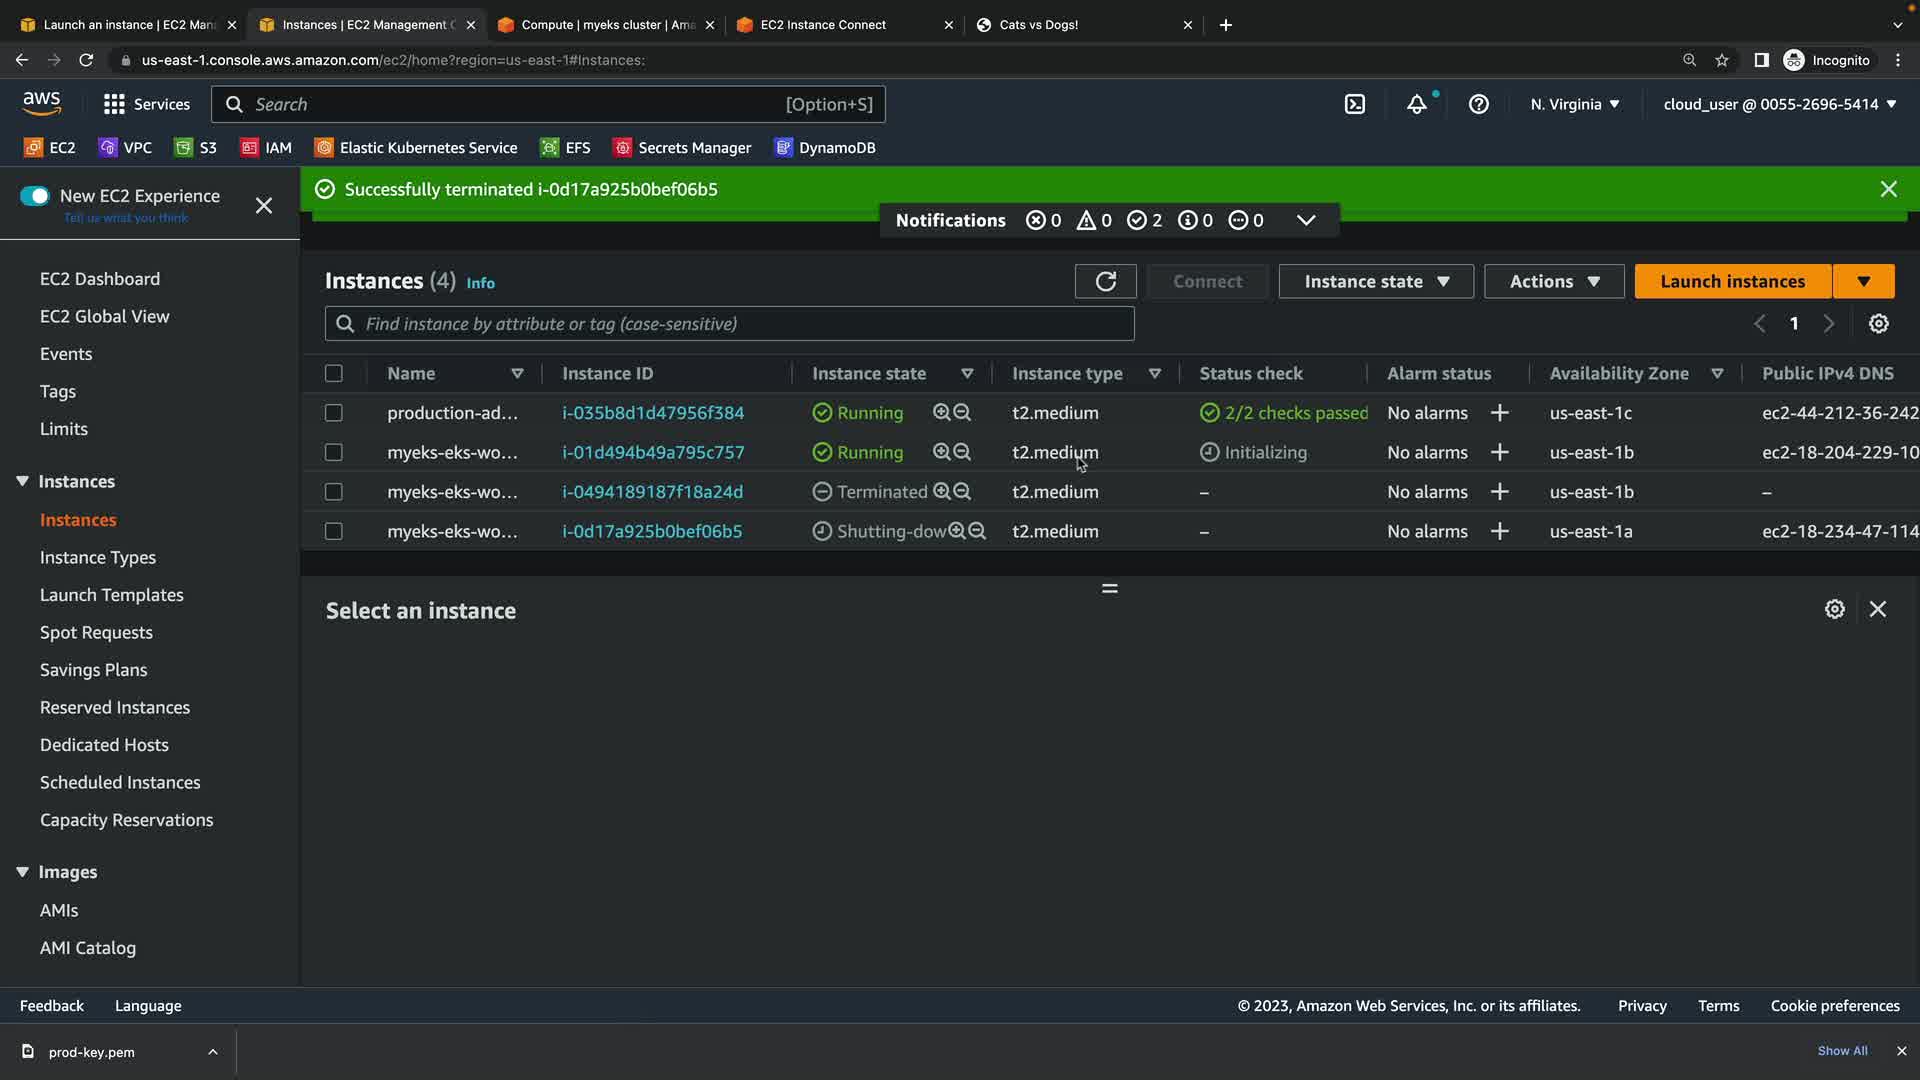 Launch an instance | EC2 Man
Instances | EC2 Management C
Compute | myeks cluster | Ama
EC2 Instance Connect
Cats vs Dogs!
us-east-1.console.aws.amazon.com/ec2/home?region=us-east-1#Instances:
Incognito
aws
Services
Search
[Option+S]
N. Virginia
cloud_user @ 0055-2696-5414
EC2
VPC
S3
IAM
Elastic Kubernetes Service
EFS
Secrets Manager
DynamoDB
New EC2 Experience
Tell us what you think
Successfully terminated i-0d17a925b0bef06b5
Notifications 0 0 2 0 0
EC2 Dashboard
EC2 Global View
Events
Tags
Limits
Instances
Instances
Instance Types
Launch Templates
Spot Requests
Savings Plans
Reserved Instances
Dedicated Hosts
Scheduled Instances
Capacity Reservations
Images
AMIs
AMI Catalog
Instances (4) Info
Connect
Instance state
Actions
Launch instances
Find instance by attribute or tag (case-sensitive)
1
Name Instance ID Instance state Instance type Status check Alarm status Availability Zone Public IPv4 DNS
production-ad... i-035b8d1d47956f384 Running t2.medium 2/2 checks passed No alarms + us-east-1c ec2-44-212-36-242
myeks-eks-wo... i-01d494b49a795c757 Running t2.medium Initializing No alarms + us-east-1b ec2-18-204-229-10
myeks-eks-wo... i-0494189187f18a24d Terminated t2.medium – No alarms + us-east-1b –
myeks-eks-wo... i-0d17a925b0bef06b5 Shutting-dow t2.medium – No alarms + us-east-1a ec2-18-234-47-114
Select an instance
Feedback
Language
© 2023, Amazon Web Services, Inc. or its affiliates.
Privacy
Terms
Cookie preferences
prod-key.pem
Show All